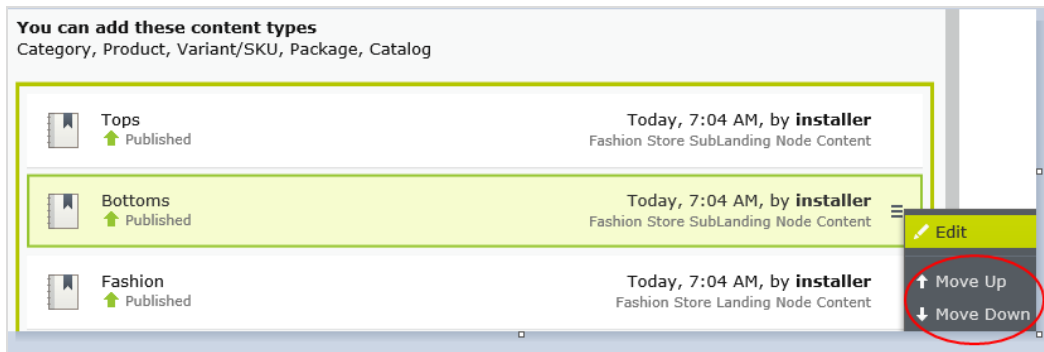 You can add these content types
Category, Product, Variant/SKU, Package, Catalog
Tops
Today, 7:04 AM, by installer
Published
Fashion Store SubLanding Node Content
Bottoms
Today, 7:04 AM, by installer
Published
Fashion Store SubLanding Node Content
Edit
Fashion
Today, 7:04 AM, by installer
Published
Fashion Store Landing Node Content
Move Up
Move Down